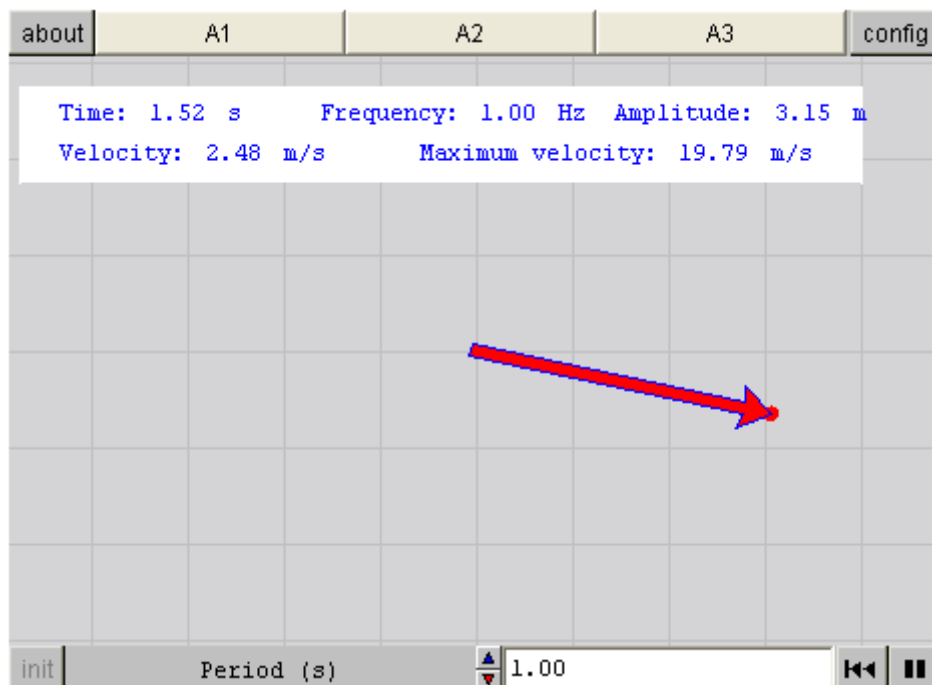 about A1 A2 A3 config
Time: 1.52 s Frequency: 1.00 Hz Amplitude: 3.15 m
Velocity: 2.48 m/s Maximum velocity: 19.79 m/s
init Period (s) 1.00